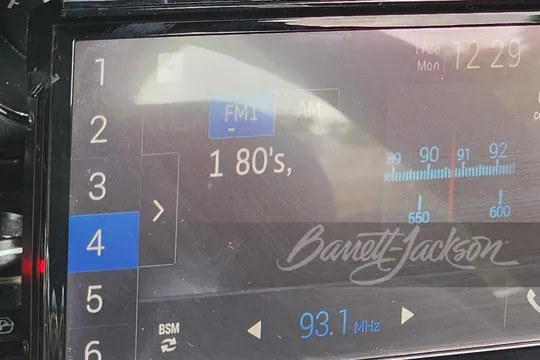 1
2
3
4
5
6
FM1 AM
1 80's,
Mon 12 29
89 90 91 92
550 600
Barrett-Jackson
BSM
93.1 MHz